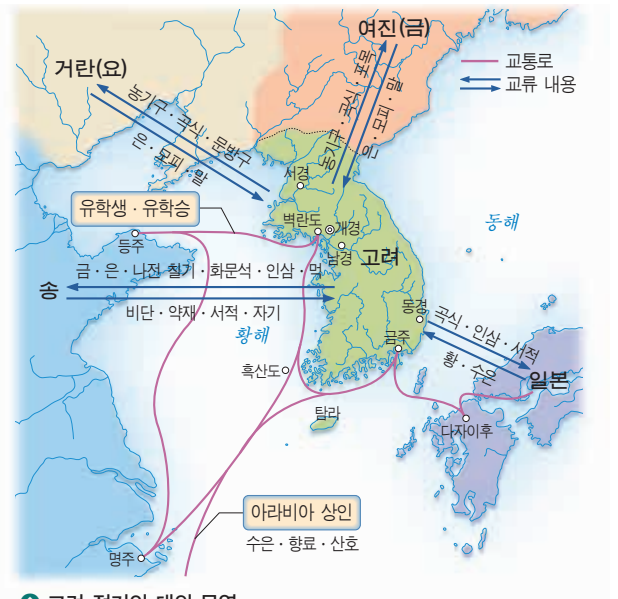 여진(금)
거란(요)
교통로
교류 내용
농기구·곡식·문방구
은·모피·말
농기구·곡식·포목
은·모피·말
서경
유학생·유학승
벽란도
개경
동해
등주
남경
고려
금·은·나전 칠기·화문석·인삼·먹
송
비단·약재·서적·자기
황해
동경
금주
곡식·인삼·서적
황·수은
일본
흑산도
탐라
다자이후
아라비아 상인
수은·향료·산호
명주